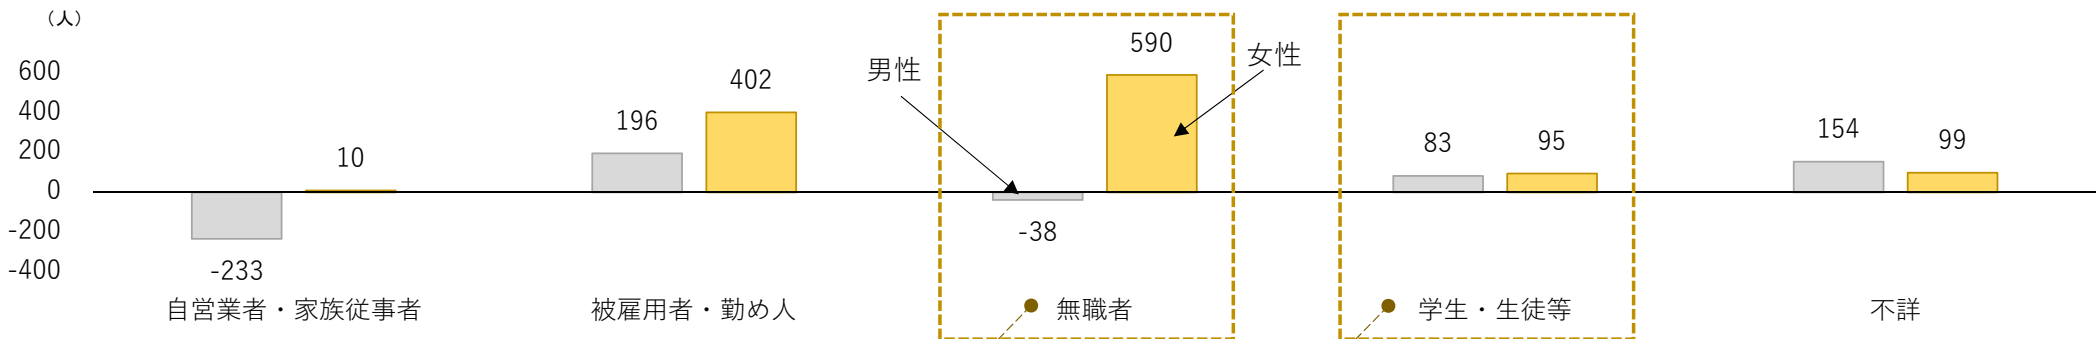 （人）
600
400
200
0
-200
-400
-233
10
196
402
男性
-38
590
女性
83
95
154
99
自営業者・家族従事者
被雇用者・勤め人
無職者
学生・生徒等
不詳